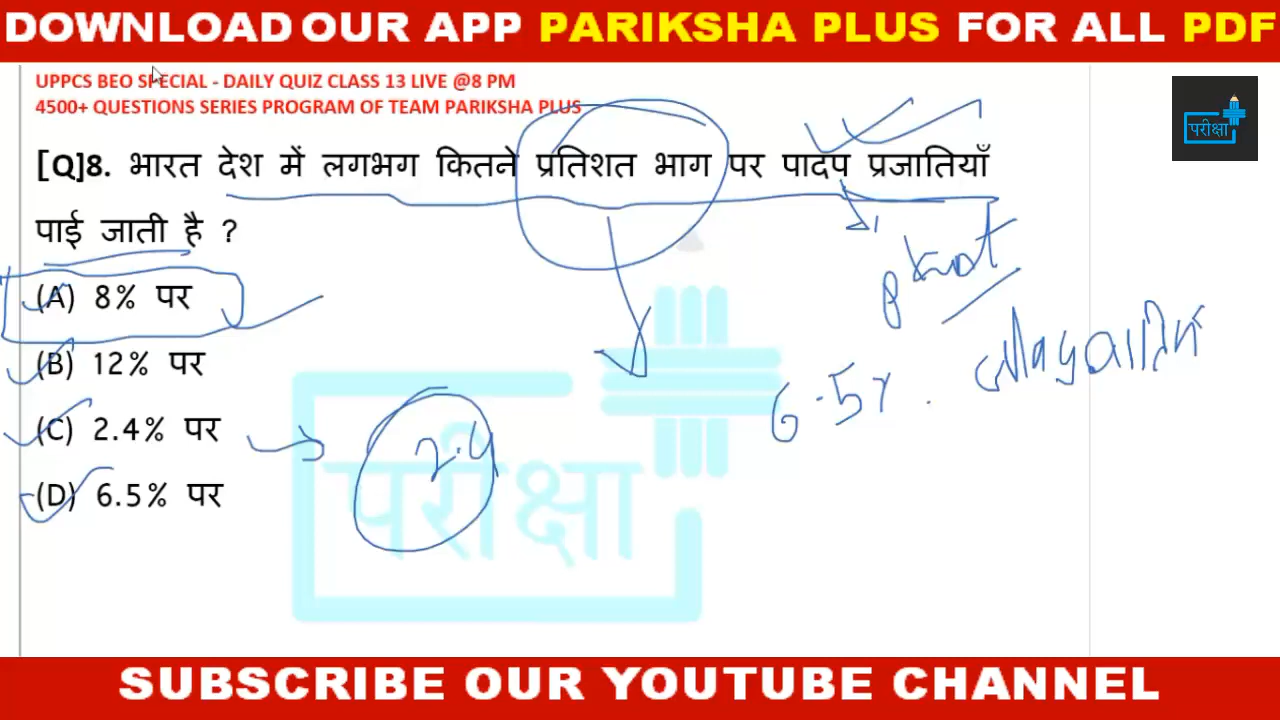 DOWNLOAD OUR APP PARIKSHA PLUS FOR ALL PDF
UPPCS BEO SPECIAL - DAILY QUIZ CLASS 13 LIVE @8 PM
4500+ QUESTIONS SERIES PROGRAM OF TEAM PARIKSHA PLUS
परीक्षा
[Q]8. भारत देश में लगभग कितने प्रतिशत भाग पर पादप प्रजातियाँ
पाई जाती है ?
(A) 8% पर
(B) 12% पर
(C) 2.4% पर
(D) 6.5% पर
6.5%
2.4
परीक्षा
SUBSCRIBE OUR YOUTUBE CHANNEL